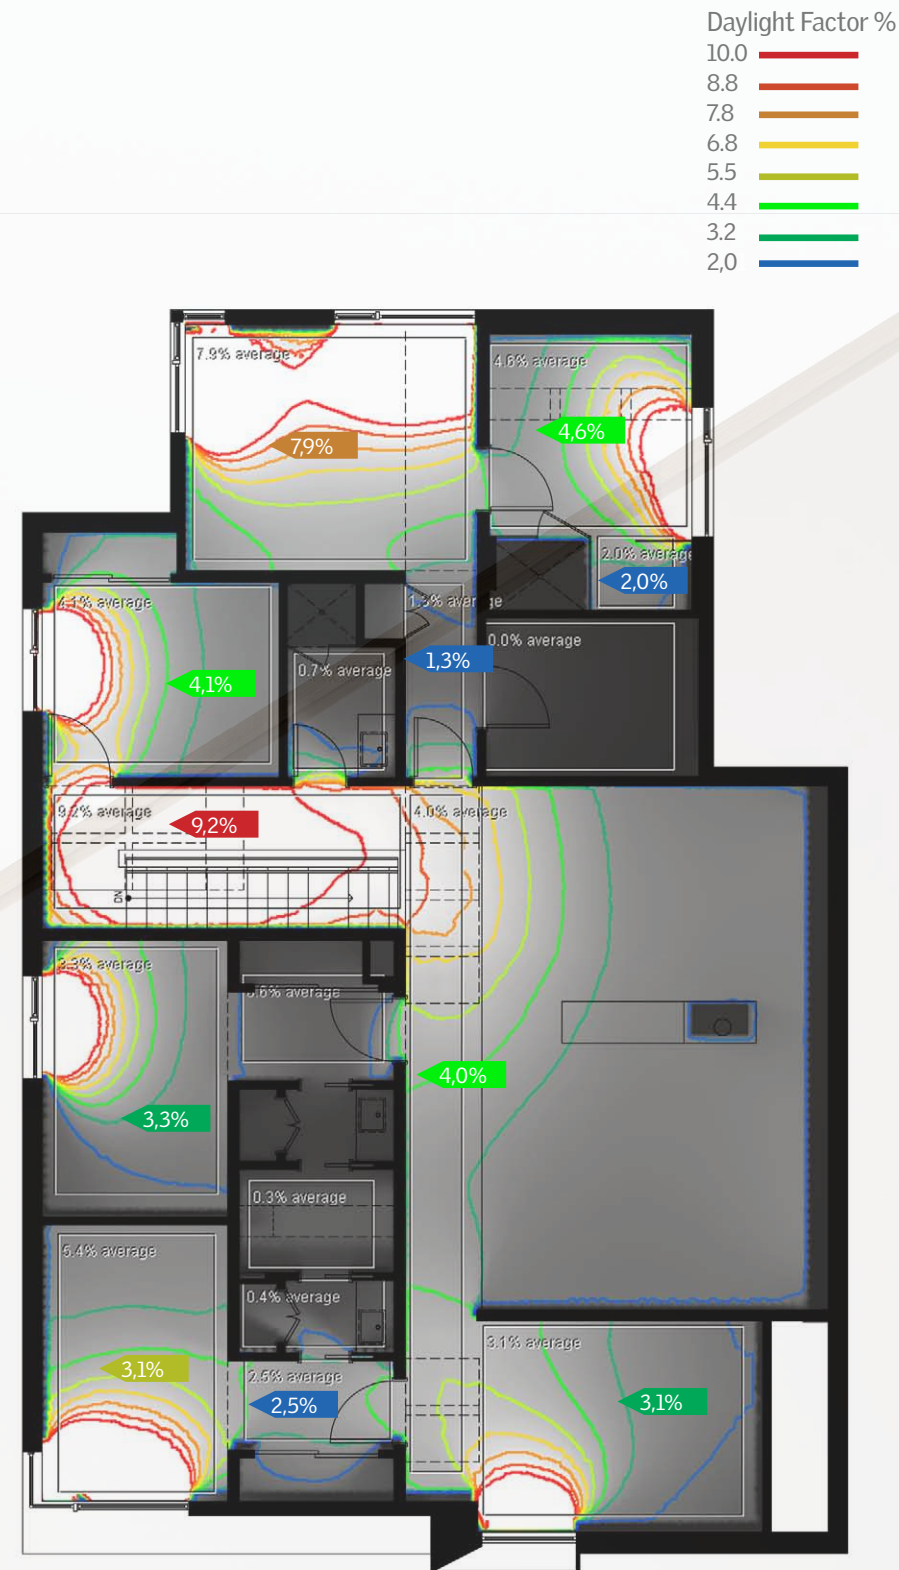 Daylight Factor %
10.0
8.8
7.8
6.8
5.5
4.4
3.2
2,0
7.9% average
4.6% average
4,6%
7,9%
2.0% average
2,0%
4.1% average
1.3% average
0.0% average
1,3%
0.7% average
4,1%
9.2% average
4.0% average
9,2%
DN
3.3% average
4,0%
3,3%
0.3% average
5.4% average
0.4% average
3.1% average
3,1%
2.5% average
2,5%
3,1%